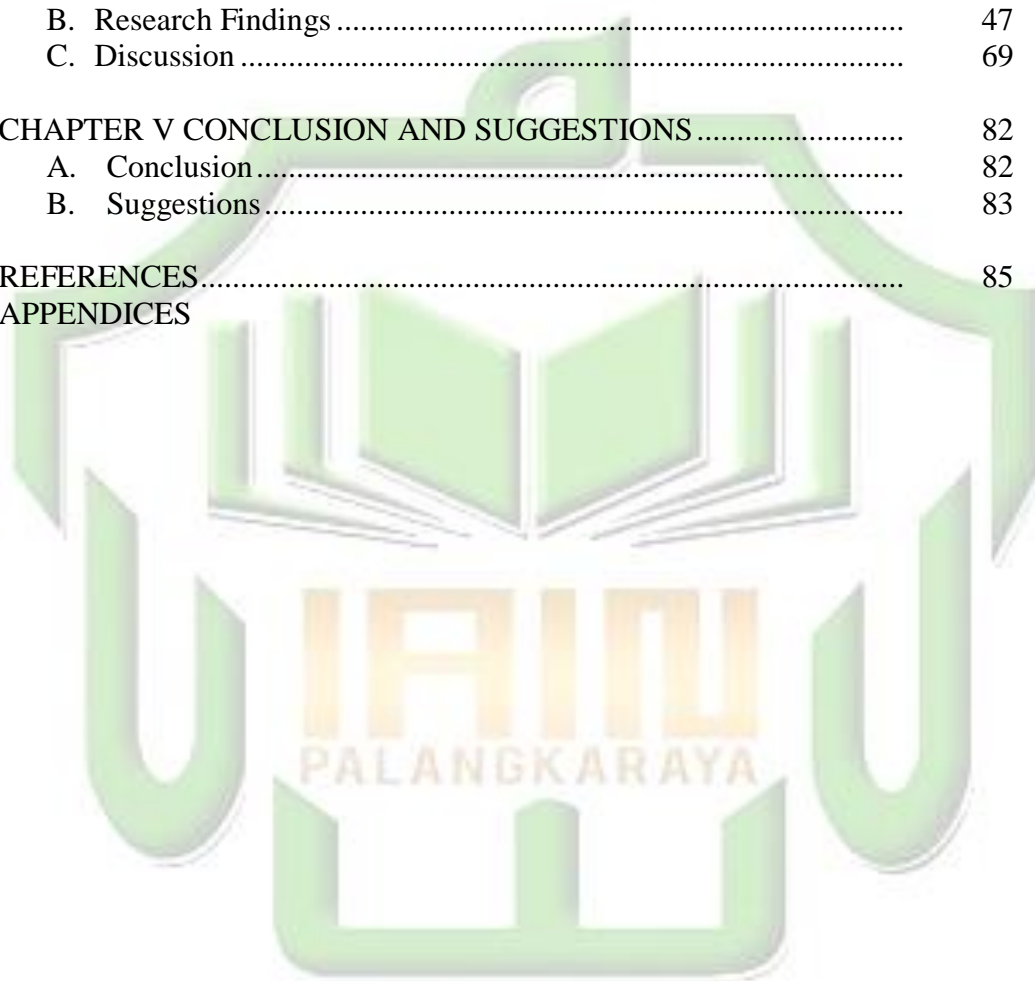 B. Research Findings ........................................................................ 47
C. Discussion .................................................................................... 69
CHAPTER V CONCLUSION AND SUGGESTIONS .......................... 82
A. Conclusion .................................................................................. 82
B. Suggestions ................................................................................. 83
REFERENCES ......................................................................................... 85
APPENDICES
IAIN
PALANGKARAYA